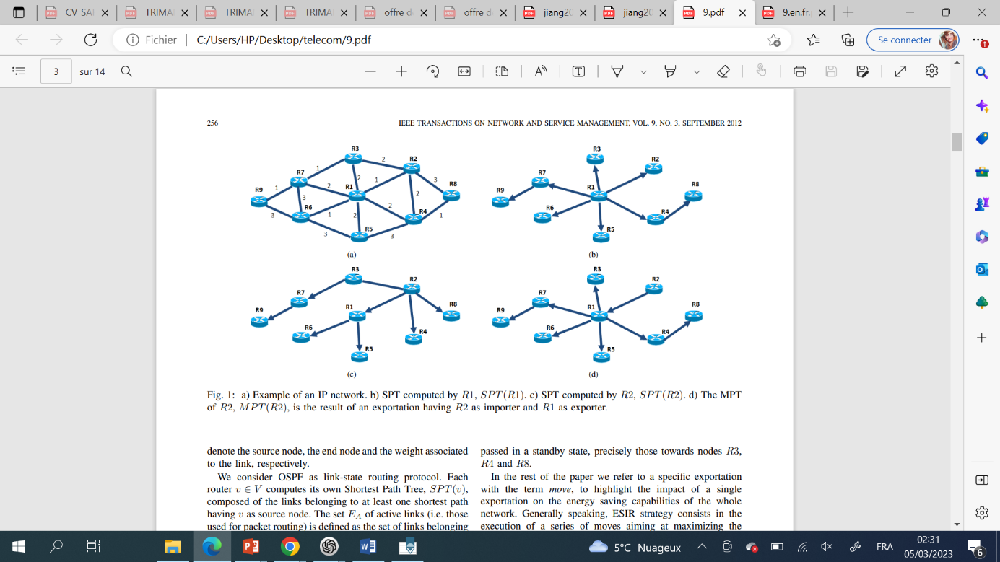 CV_SAI
TRIMA
TRIMA
TRIMA
offre d
offre d
jiang20
jiang20
9.pdf
9.en.fr.
Fichier
C:/Users/HP/Desktop/telecom/9.pdf
Se connecter
3 sur 14
256
IEEE TRANSACTIONS ON NETWORK AND SERVICE MANAGEMENT, VOL. 9, NO. 3, SEPTEMBER 2012
R3
2
R2
R7
1
2
1
3
R8
R9
1
2
R1
3
R6
2
2
R4
3
1
2
1
R5
3
3
(a)
R3
R2
R7
R1
R8
R9
R6
R4
R5
(b)
R3
R2
R7
R1
R8
R9
R6
R4
R5
(c)
R3
R2
R7
R1
R8
R9
R6
R4
R5
(d)
Fig. 1: a) Example of an IP network. b) SPT computed by R1, SPT(R1). c) SPT computed by R2, SPT(R2). d) The MPT
of R2, MPT(R2), is the result of an exportation having R2 as importer and R1 as exporter.
denote the source node, the end node and the weight associated
to the link, respectively.
We consider OSPF as link-state routing protocol. Each
router v ∈ V computes its own Shortest Path Tree, SPT(v),
composed of the links belonging to at least one shortest path
having v as source node. The set E_A of active links (i.e. those
used for packet routing) is defined as the set of links belonging
passed in a standby state, precisely those towards nodes R3,
R4 and R8.
In the rest of the paper we refer to a specific exportation
with the term move, to highlight the impact of a single
exportation on the energy saving capabilities of the whole
network. Generally speaking, ESIR strategy consists in the
execution of a series of moves aiming at maximizing the
5°C Nuageux
FRA
02:31
05/03/2023
6